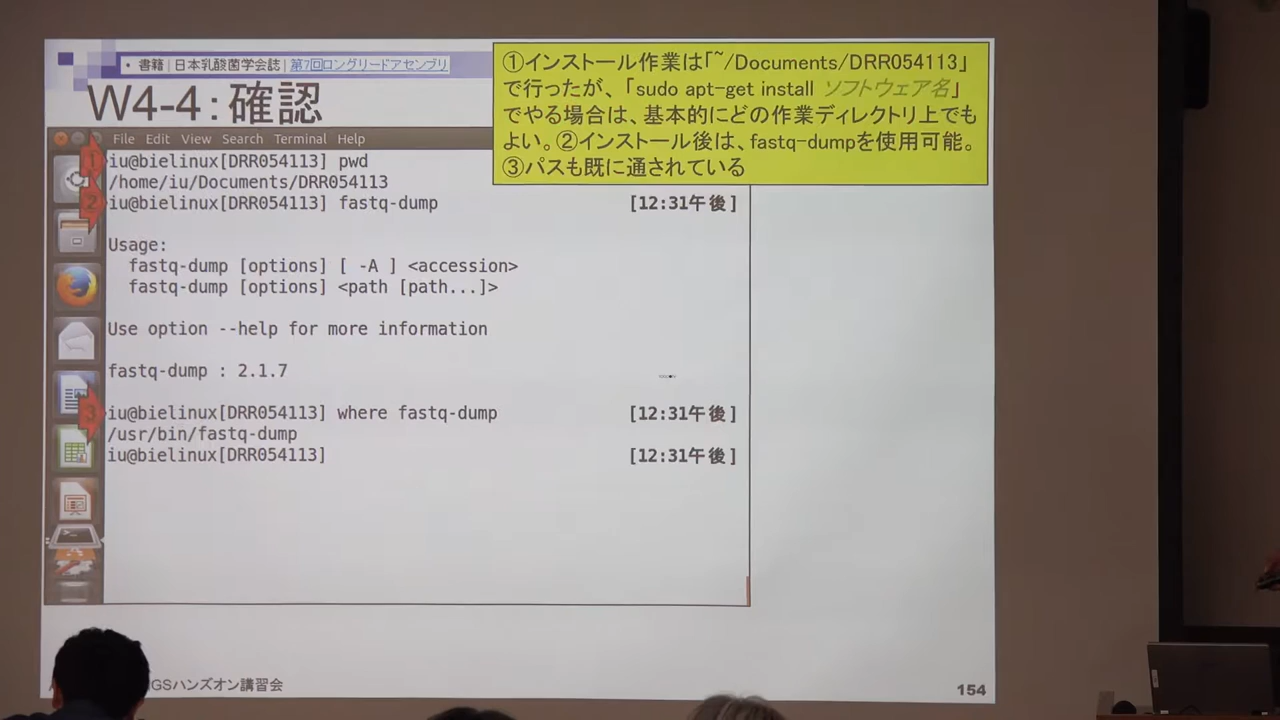 • 書籍 | 日本乳酸菌学会誌 | 第7回ロングリードアセンブリ
W4-4:確認
①インストール作業は「~/Documents/DRR054113」
で行ったが、「sudo apt-get install ソフトウェア名」
でやる場合は、基本的にどの作業ディレクトリ上でも
よい。②インストール後は、fastq-dumpを使用可能。
③パスも既に通されている
File Edit View Search Terminal Help
1 iu@bielinux[DRR054113] pwd
/home/iu/Documents/DRR054113
2 iu@bielinux[DRR054113] fastq-dump [12:31午後]
Usage:
fastq-dump [options] [ -A ] <accession>
fastq-dump [options] <path [path...]>
Use option --help for more information
fastq-dump : 2.1.7
3 iu@bielinux[DRR054113] where fastq-dump [12:31午後]
/usr/bin/fastq-dump
iu@bielinux[DRR054113] [12:31午後]
GSハンズオン講習会
154